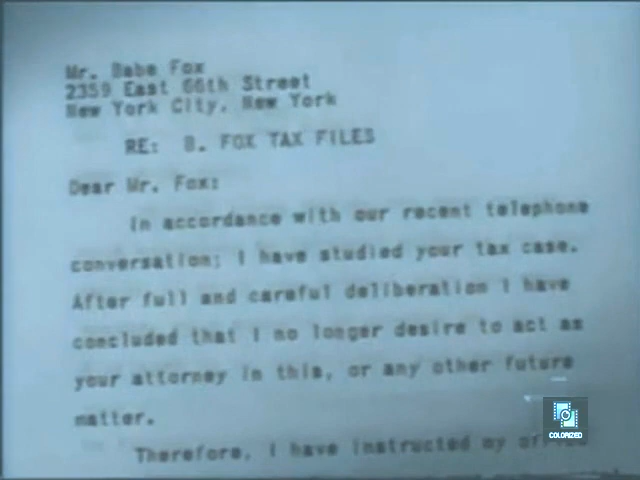 Mr. Babe Fox
2359 East 66th Street
New York City, New York
RE: B. FOX TAX FILES
Dear Mr. Fox:
In accordance with our recent telephone
conversation; I have studied your tax case.
After full and careful deliberation I have
concluded that I no longer desire to act as
your attorney in this, or any other future
matter.
Therefore, I have instructed my
COLORIZED